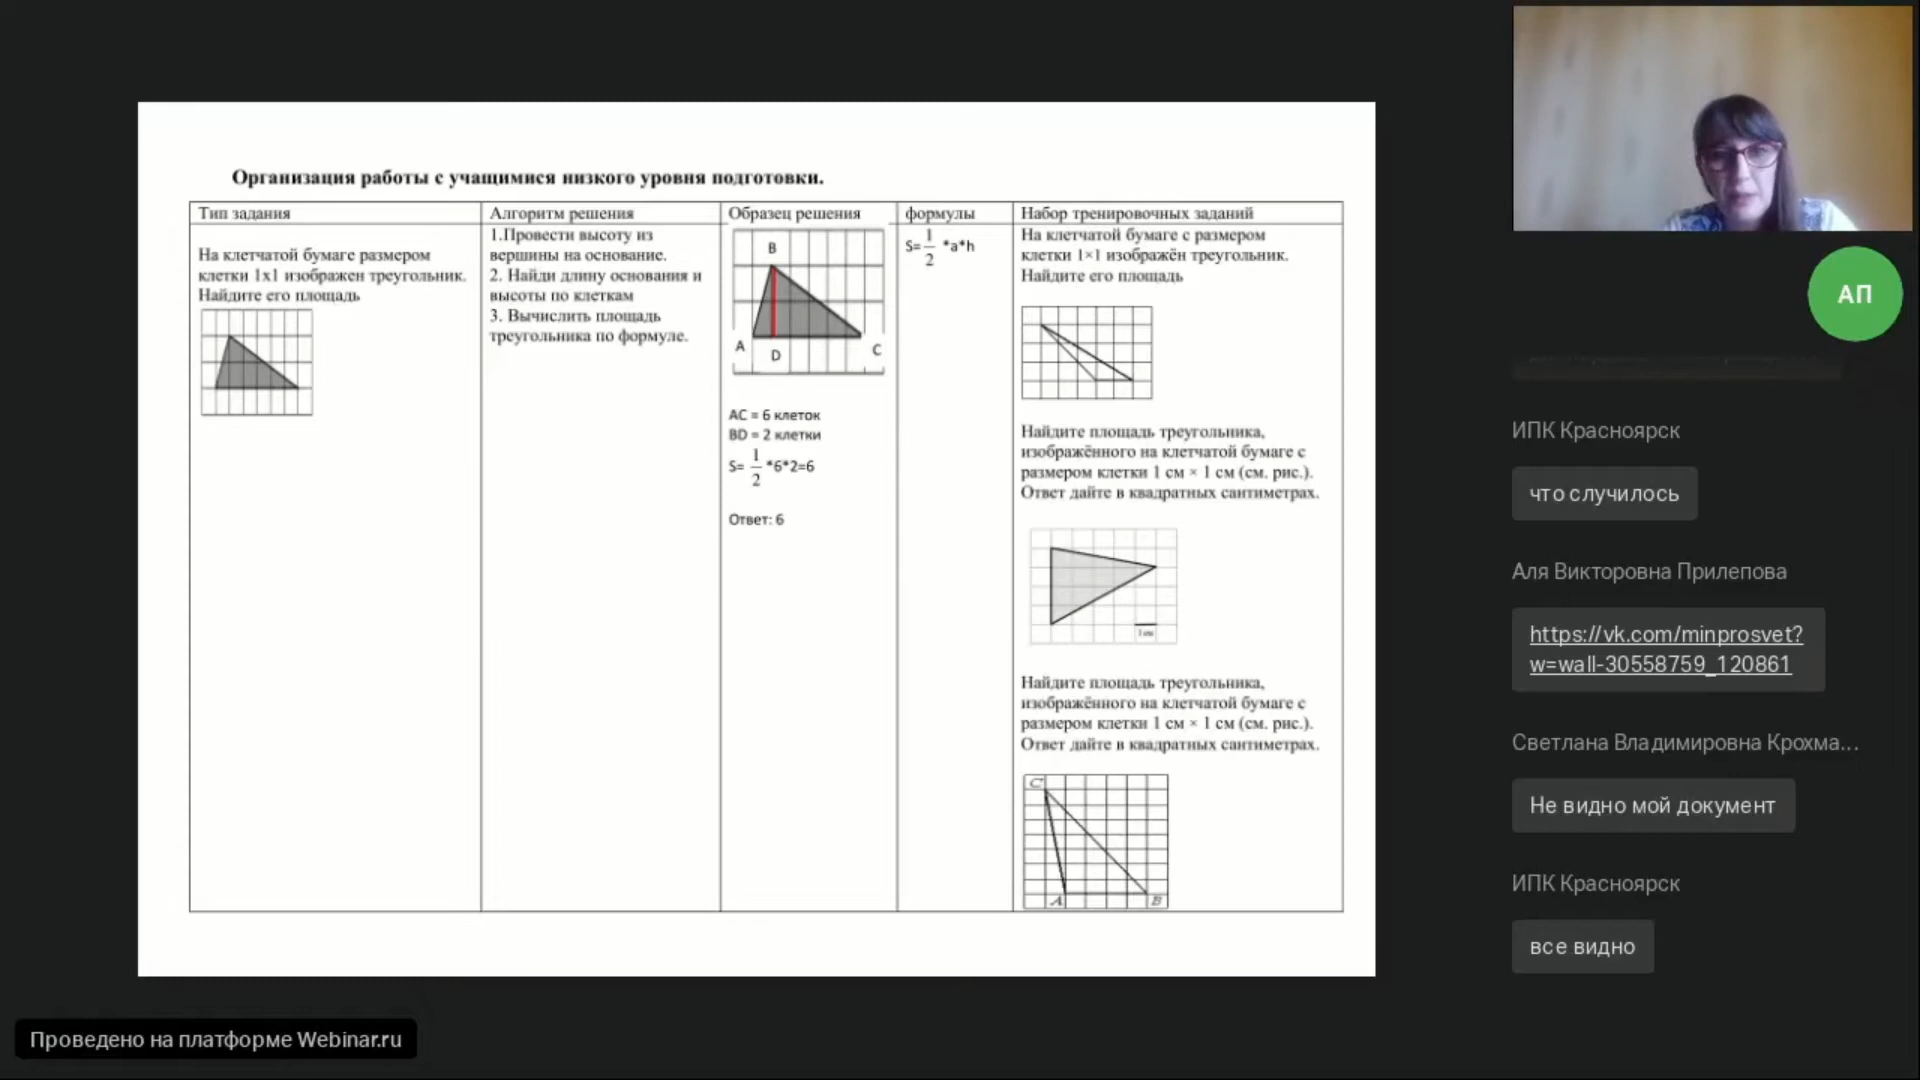 Организация работы с учащимися низкого уровня подготовки.
Тип задания
На клетчатой бумаге размером
клетки 1х1 изображен треугольник.
Найдите его площадь
Алгоритм решения
1.Провести высоту из
вершины на основание.
2. Найди длину основания и
высоты по клеткам
3. Вычислить площадь
треугольника по формуле.
Образец решения
B
A
D
C
АС = 6 клеток
BD = 2 клетки
S= 1/2 *6*2=6
Ответ: 6
формулы
S= 1/2 *a*h
Набор тренировочных заданий
На клетчатой бумаге с размером
клетки 1×1 изображён треугольник.
Найдите его площадь
Найдите площадь треугольника,
изображённого на клетчатой бумаге с
размером клетки 1 см × 1 см (см. рис.).
Ответ дайте в квадратных сантиметрах.
1 см
Найдите площадь треугольника,
изображённого на клетчатой бумаге с
размером клетки 1 см × 1 см (см. рис.).
Ответ дайте в квадратных сантиметрах.
C
A
B
АП
ИПК Красноярск
что случилось
Аля Викторовна Прилепова
https://vk.com/minprosvet?
w=wall-30558759_120861
Светлана Владимировна Крохма...
Не видно мой документ
ИПК Красноярск
все видно
Проведено на платформе Webinar.ru